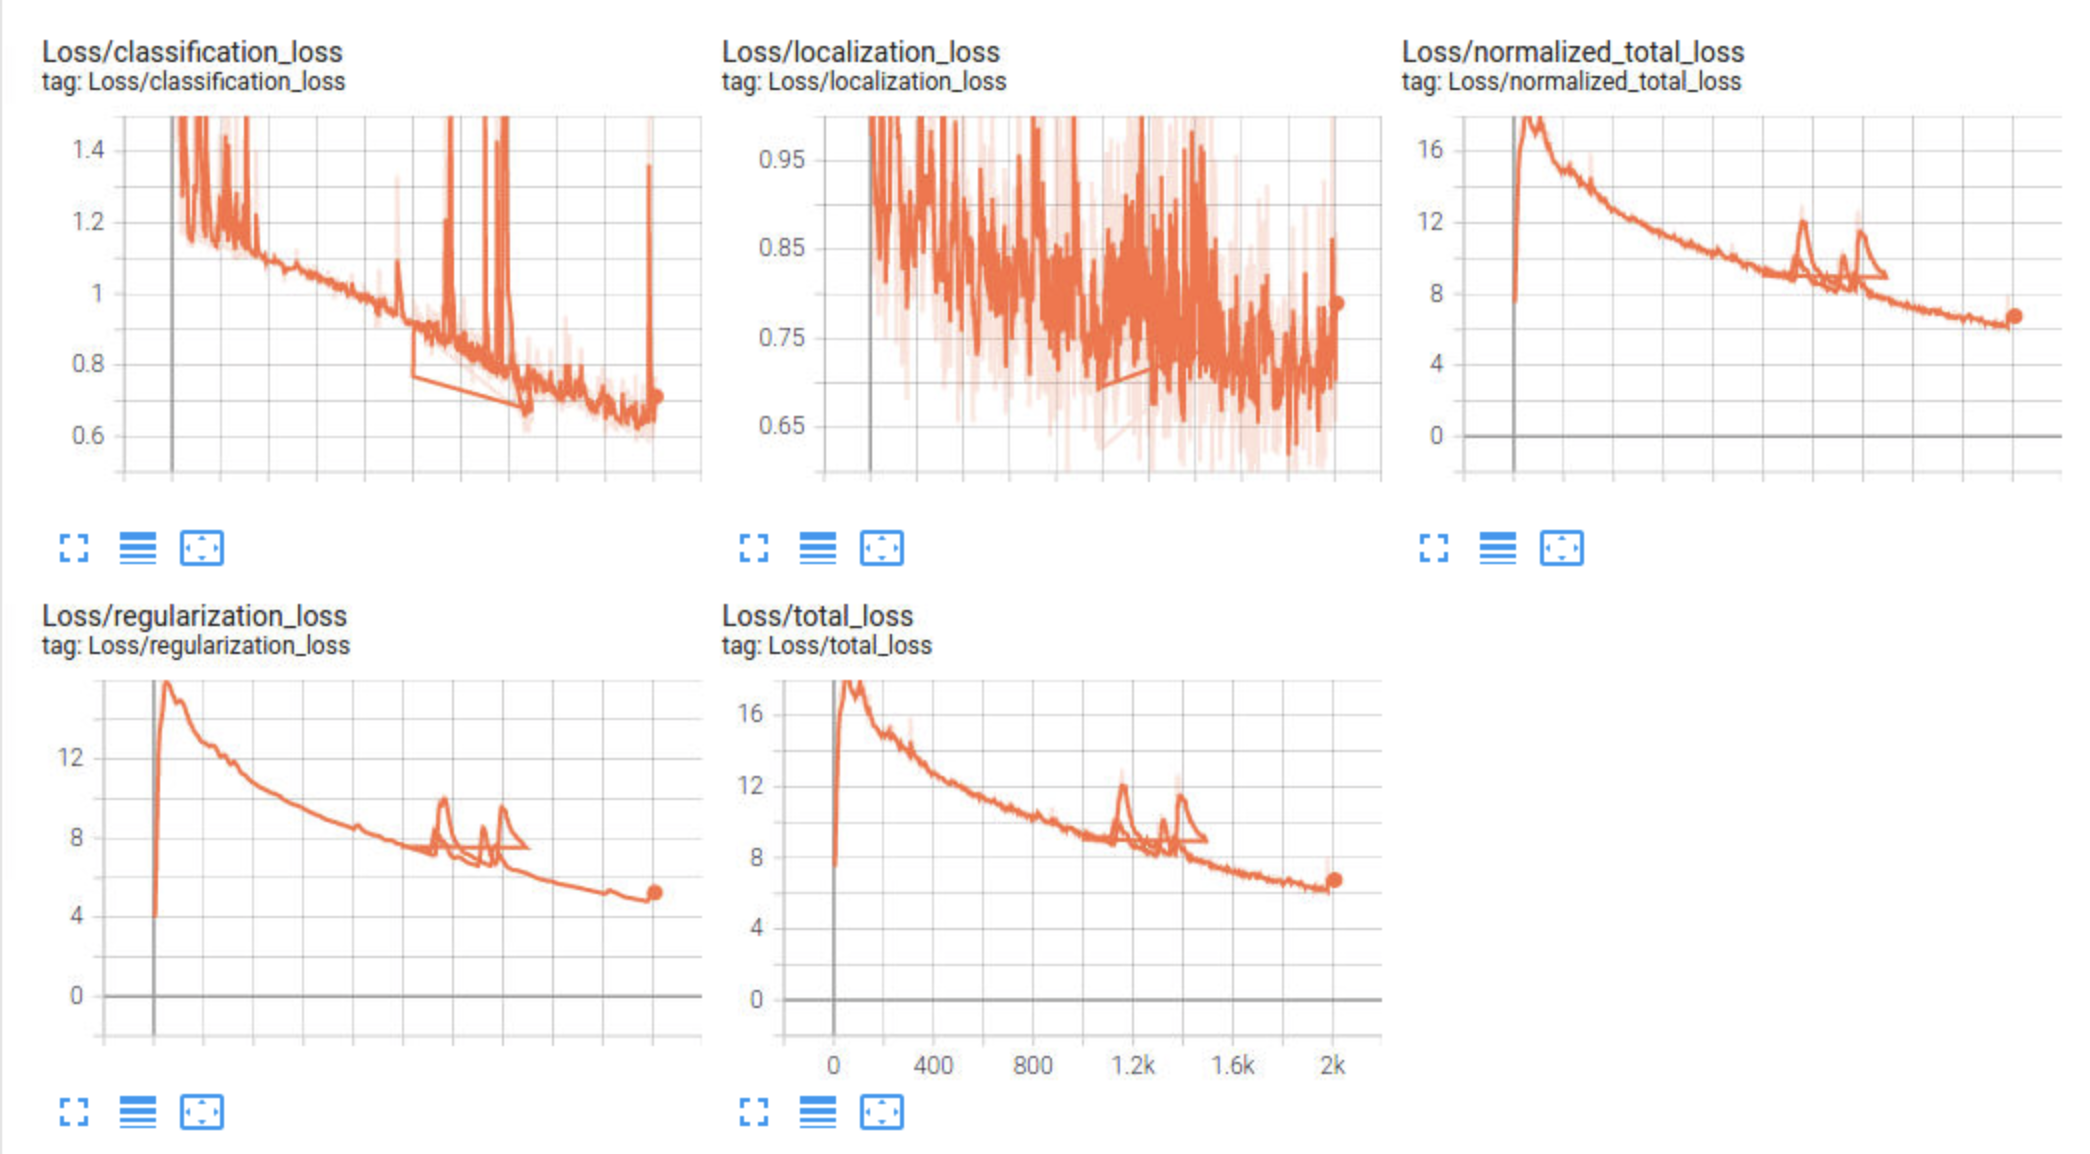 Loss/classification_loss
tag: Loss/classification_loss
1.4
1.2
1
0.8
0.6
Loss/localization_loss
tag: Loss/localization_loss
0.95
0.85
0.75
0.65
Loss/normalized_total_loss
tag: Loss/normalized_total_loss
16
12
8
4
0
Loss/regularization_loss
tag: Loss/regularization_loss
12
8
4
0
Loss/total_loss
tag: Loss/total_loss
16
12
8
4
0
0 400 800 1.2k 1.6k 2k